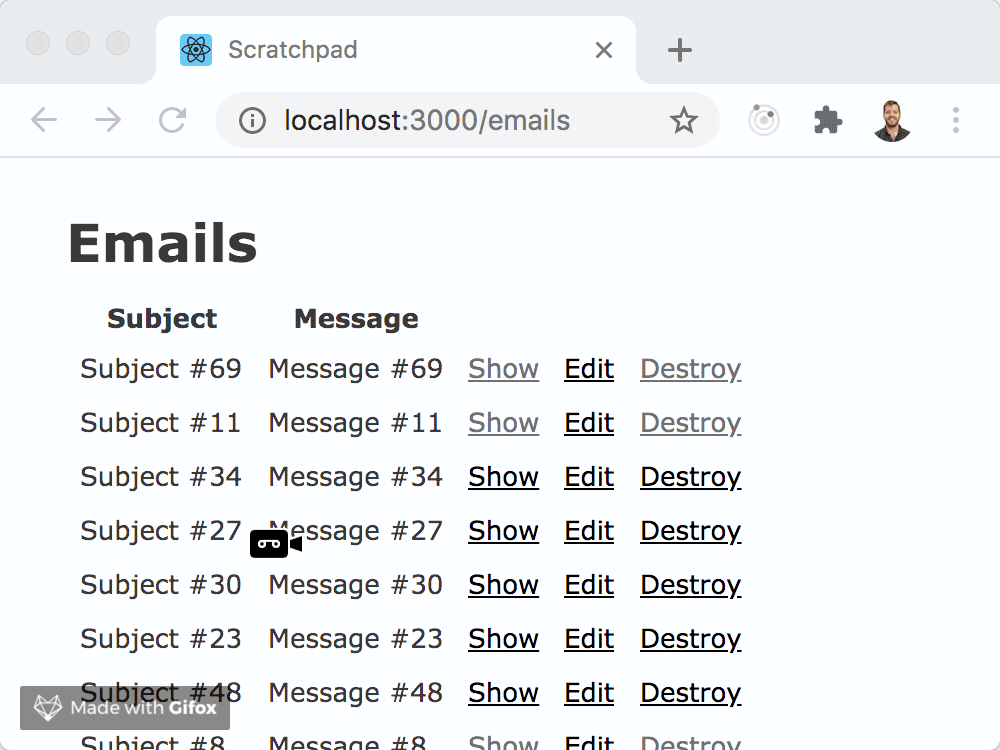 Scratchpad
localhost:3000/emails
Emails
Subject Message
Subject #69 Message #69 Show Edit Destroy
Subject #11 Message #11 Show Edit Destroy
Subject #34 Message #34 Show Edit Destroy
Subject #27 Message #27 Show Edit Destroy
Subject #30 Message #30 Show Edit Destroy
Subject #23 Message #23 Show Edit Destroy
Subject #48 Message #48 Show Edit Destroy
Made with Gifox
Subject #8 Message #8 Show Edit Destroy